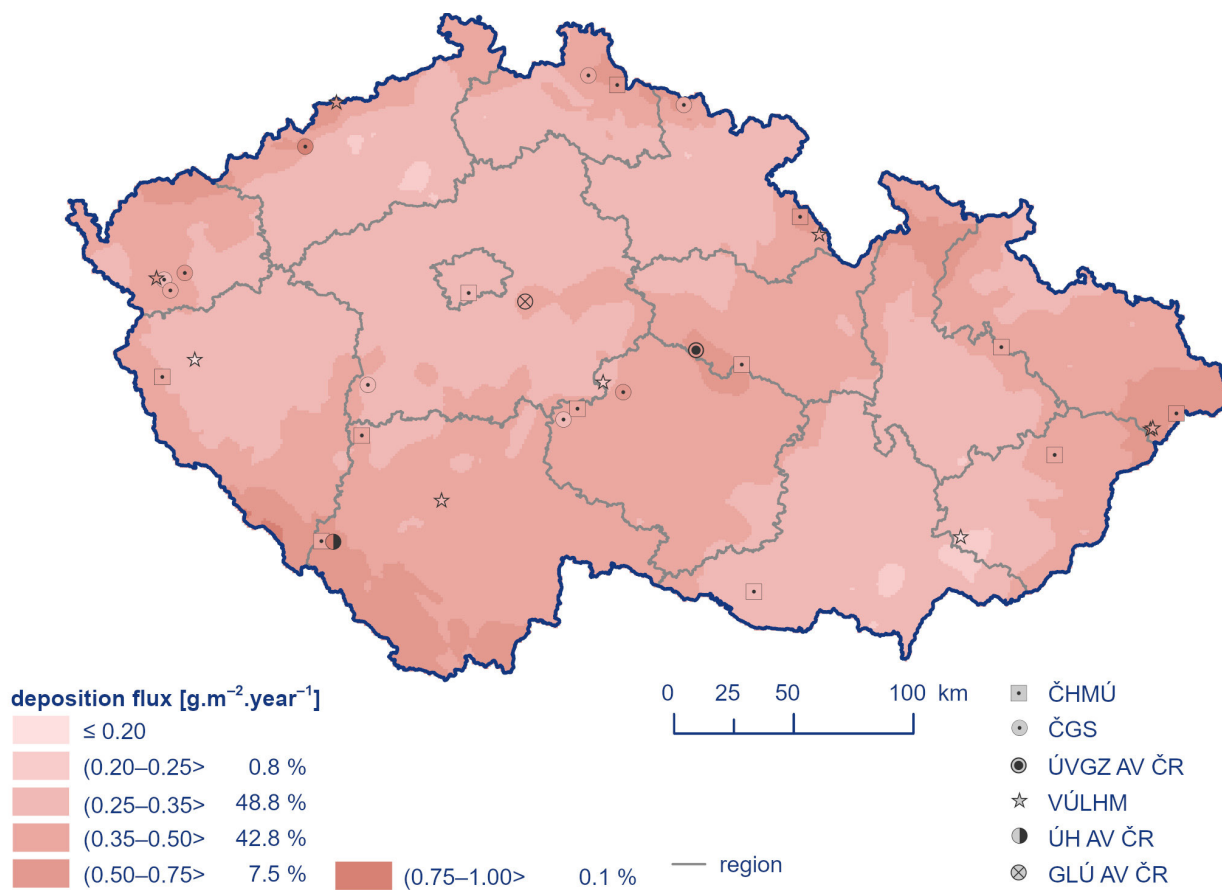 deposition flux [g.m⁻².year⁻¹]
≤ 0.20
(0.20–0.25> 0.8 %
(0.25–0.35> 48.8 %
(0.35–0.50> 42.8 %
(0.50–0.75> 7.5 %
(0.75–1.00> 0.1 %
0 25 50 100 km
region
ČHMÚ
ČGS
ÚVGZ AV ČR
VÚLHM
ÚH AV ČR
GLÚ AV ČR